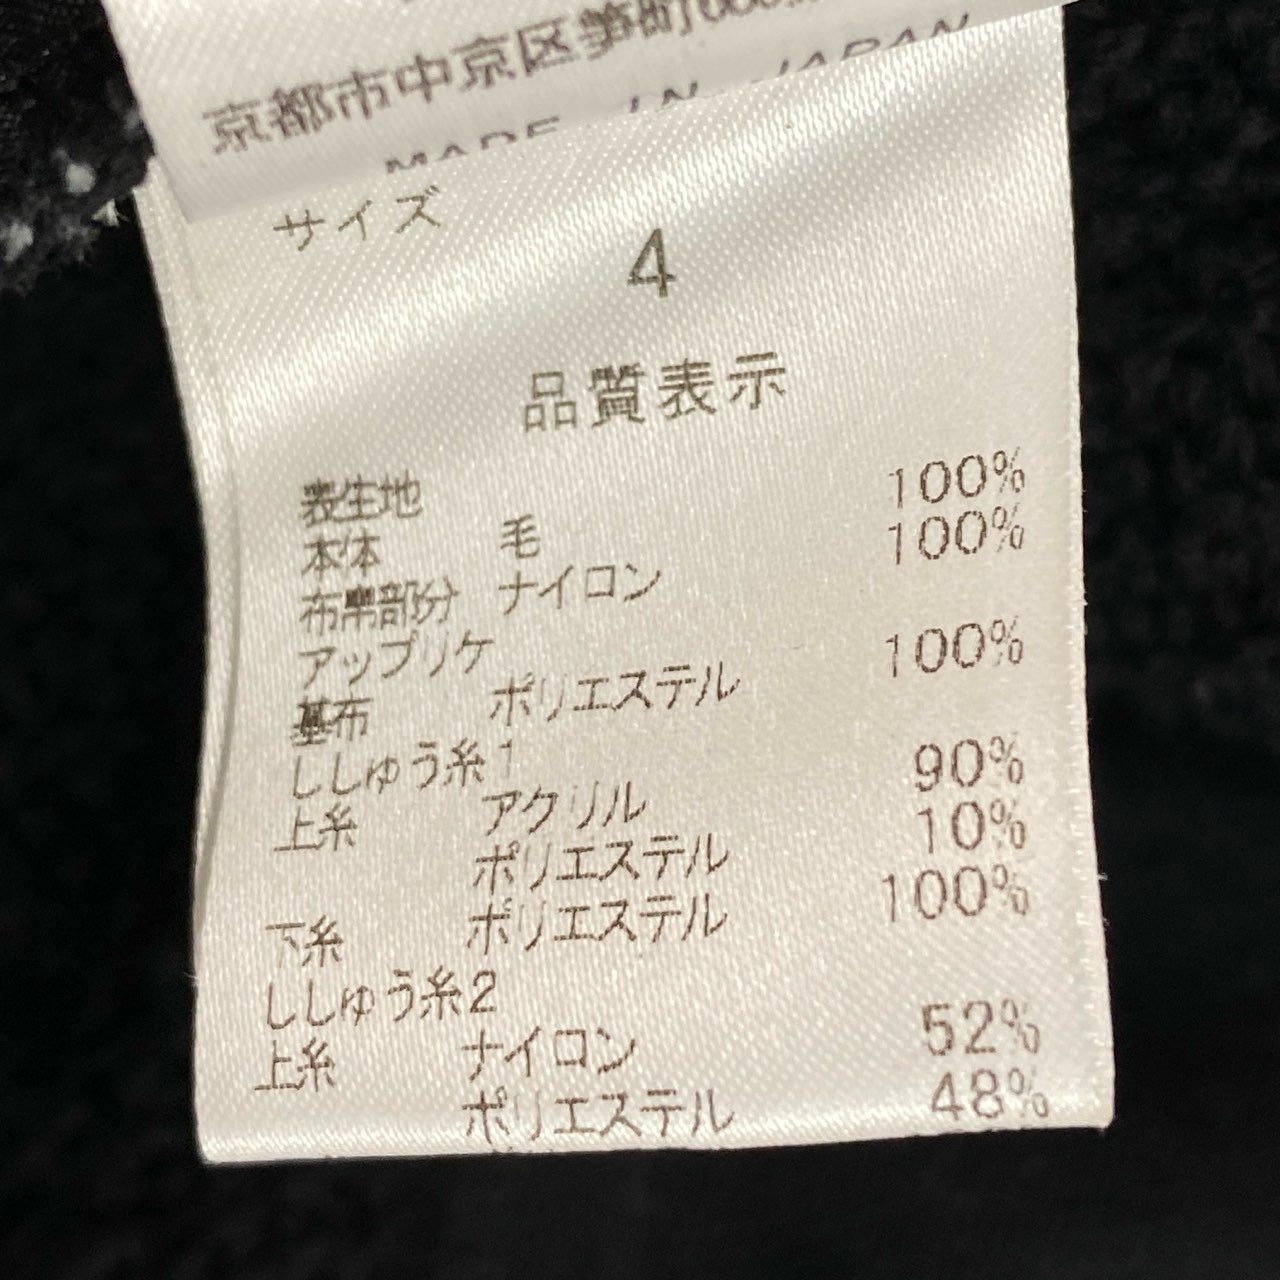 京都市中京区笋町
MADE IN JAPAN
サイズ
4
品質表示
表生地
本体 毛 100%
布帛部分 ナイロン 100%
アップリケ
基布 ポリエステル 100%
ししゅう糸1
上糸 アクリル 90%
ポリエステル 10%
下糸 ポリエステル 100%
ししゅう糸2
上糸 ナイロン 52%
ポリエステル 48%